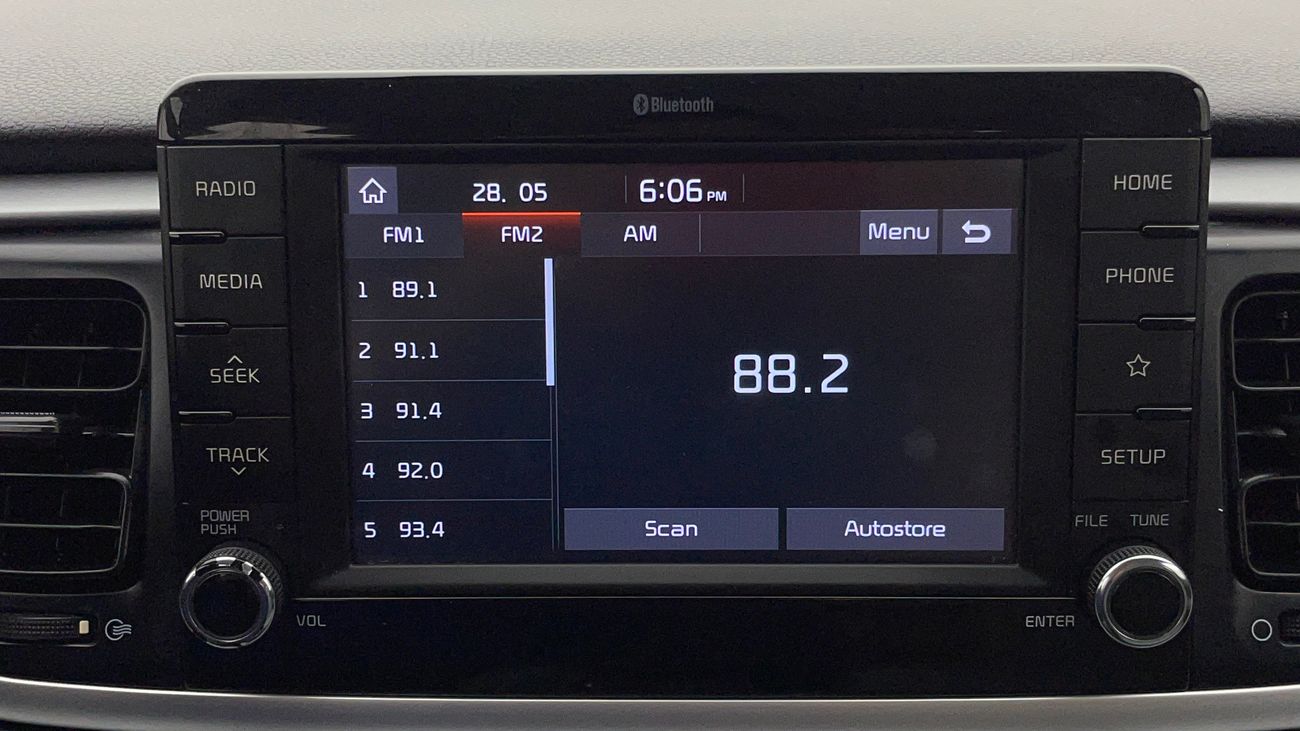 Bluetooth
RADIO
MEDIA
SEEK
TRACK
POWER
PUSH
VOL
28. 05 6:06 PM
FM1 FM2 AM Menu
1 89.1
2 91.1
3 91.4
4 92.0
5 93.4
88.2
Scan Autostore
HOME
PHONE
SETUP
FILE TUNE
ENTER